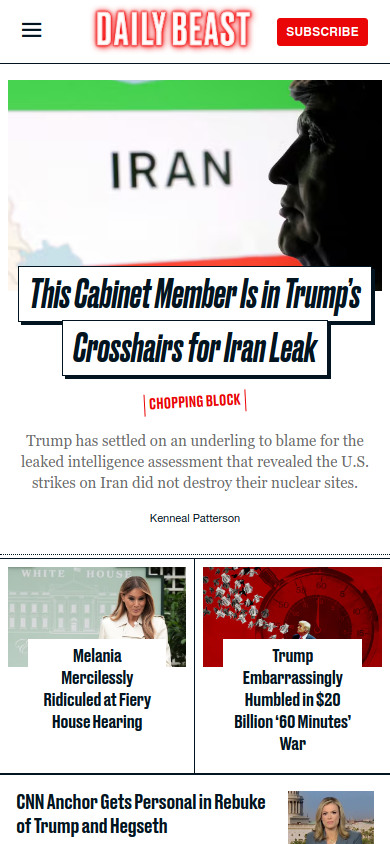 DAILY BEAST
SUBSCRIBE
IRAN
This Cabinet Member Is in Trump's
Crosshairs for Iran Leak
CHOPPING BLOCK
Trump has settled on an underling to blame for the
leaked intelligence assessment that revealed the U.S.
strikes on Iran did not destroy their nuclear sites.
Kenneal Patterson
WHITE HOUSE
Melania
Mercilessly
Ridiculed at Fiery
House Hearing
Trump
Embarrassingly
Humbled in $20
Billion ‘60 Minutes’
War
CNN Anchor Gets Personal in Rebuke
of Trump and Hegseth